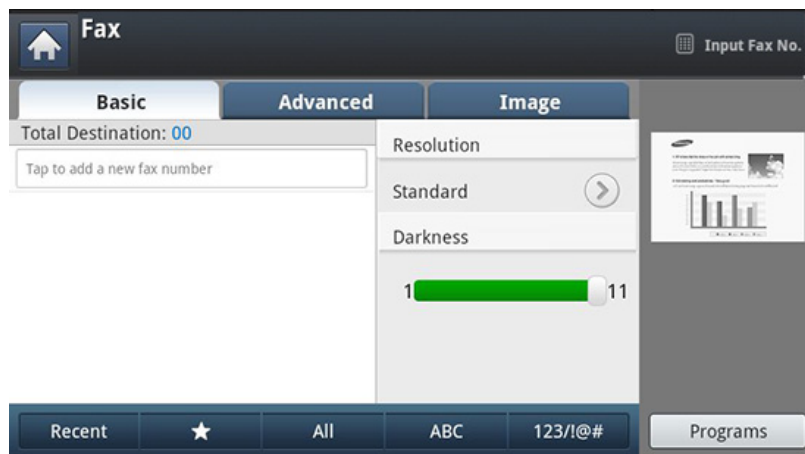 Fax
Input Fax No.
Basic
Advanced
Image
Total Destination: 00
Tap to add a new fax number
Resolution
Standard
Darkness
1
11
Recent
All
ABC
123/!@#
Programs